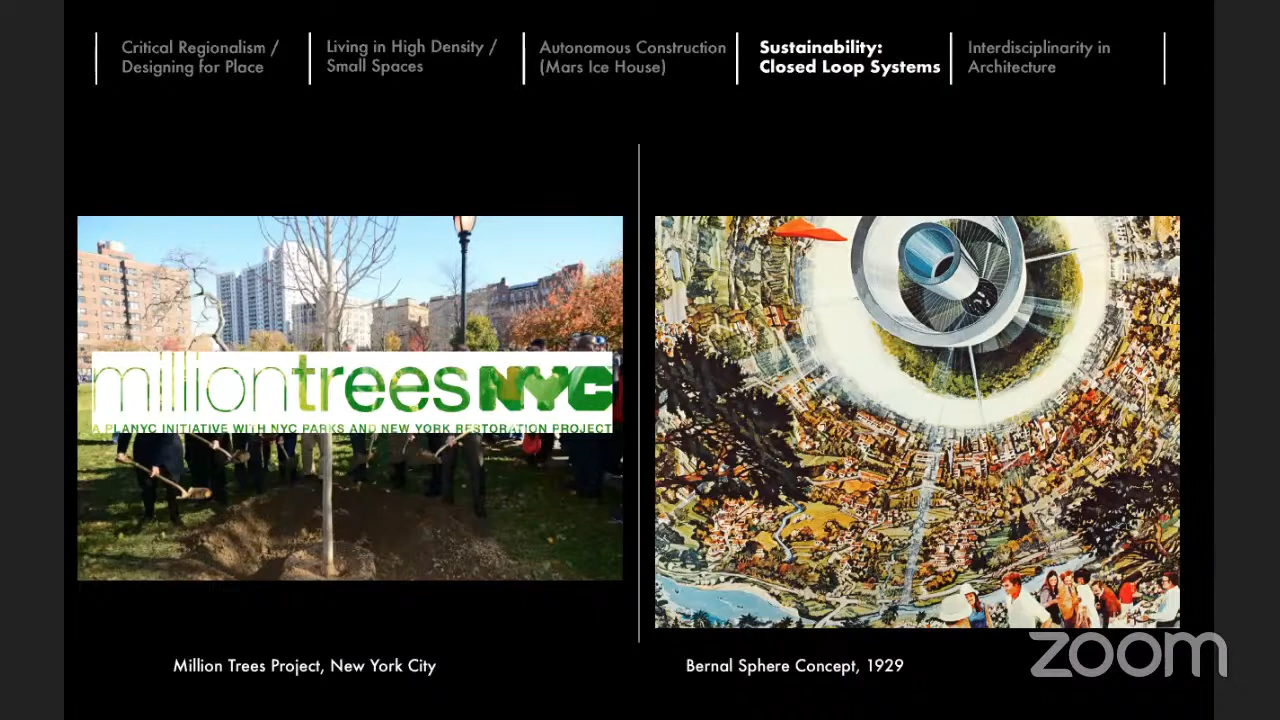 Critical Regionalism /
Designing for Place
Living in High Density /
Small Spaces
Autonomous Construction
(Mars Ice House)
Sustainability:
Closed Loop Systems
Interdisciplinarity in
Architecture
milliontreesNYC
A PLANYC INITIATIVE WITH NYC PARKS AND NEW YORK RESTORATION PROJECT
Million Trees Project, New York City
Bernal Sphere Concept, 1929
zoom